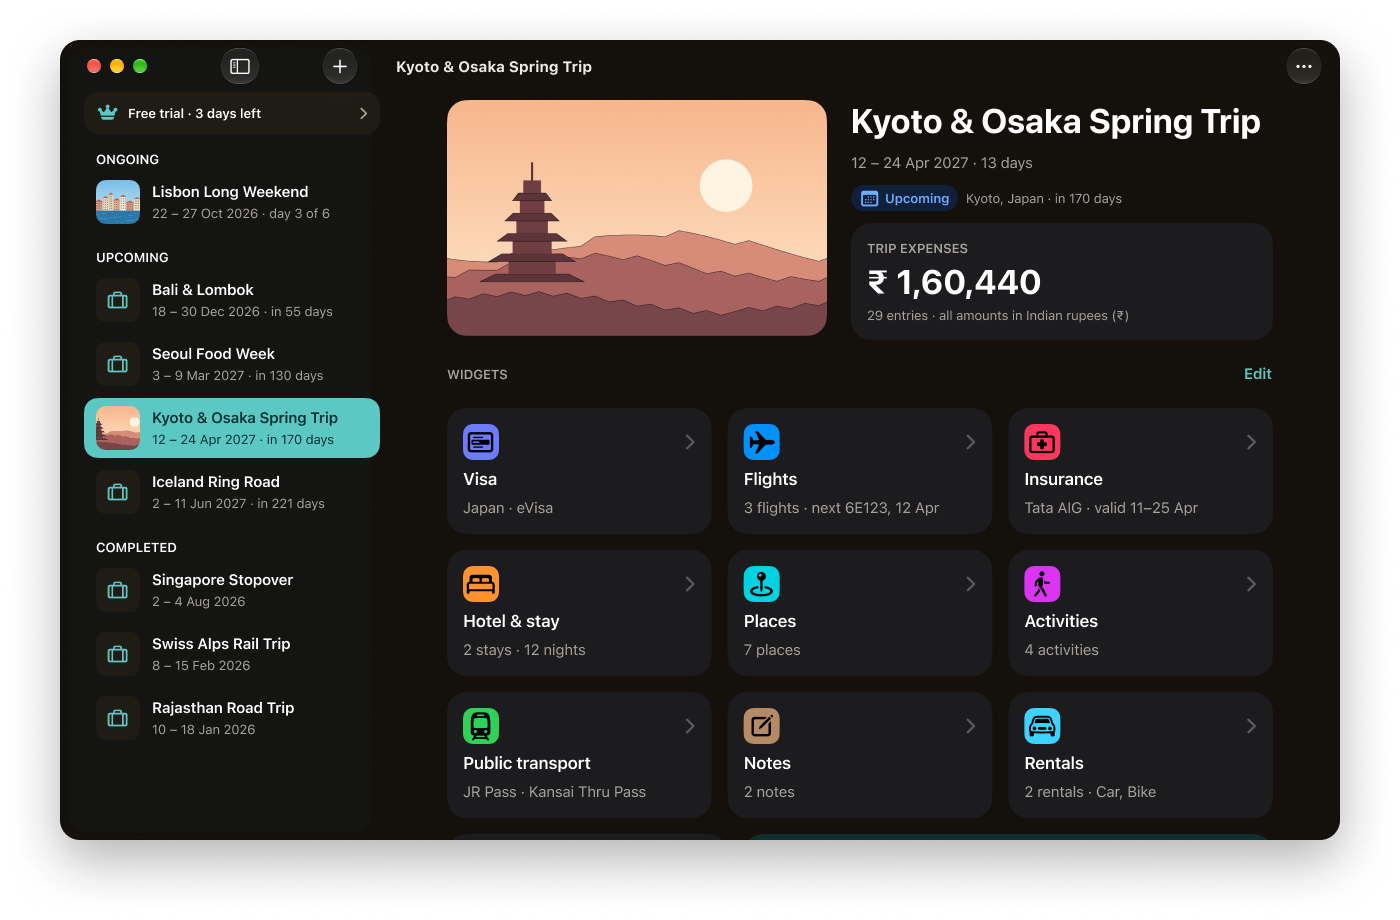 Free trial · 3 days left
ONGOING
Lisbon Long Weekend
22 – 27 Oct 2026 · day 3 of 6
UPCOMING
Bali & Lombok
18 – 30 Dec 2026 · in 55 days
Seoul Food Week
3 – 9 Mar 2027 · in 130 days
Kyoto & Osaka Spring Trip
12 – 24 Apr 2027 · in 170 days
Iceland Ring Road
2 – 11 Jun 2027 · in 221 days
COMPLETED
Singapore Stopover
2 – 4 Aug 2026
Swiss Alps Rail Trip
8 – 15 Feb 2026
Rajasthan Road Trip
10 – 18 Jan 2026
Kyoto & Osaka Spring Trip
Kyoto & Osaka Spring Trip
12 – 24 Apr 2027 · 13 days
Upcoming Kyoto, Japan · in 170 days
TRIP EXPENSES
₹ 1,60,440
29 entries · all amounts in Indian rupees (₹)
WIDGETS
Edit
Visa
Japan · eVisa
Flights
3 flights · next 6E123, 12 Apr
Insurance
Tata AIG · valid 11–25 Apr
Hotel & stay
2 stays · 12 nights
Places
7 places
Activities
4 activities
Public transport
JR Pass · Kansai Thru Pass
Notes
2 notes
Rentals
2 rentals · Car, Bike